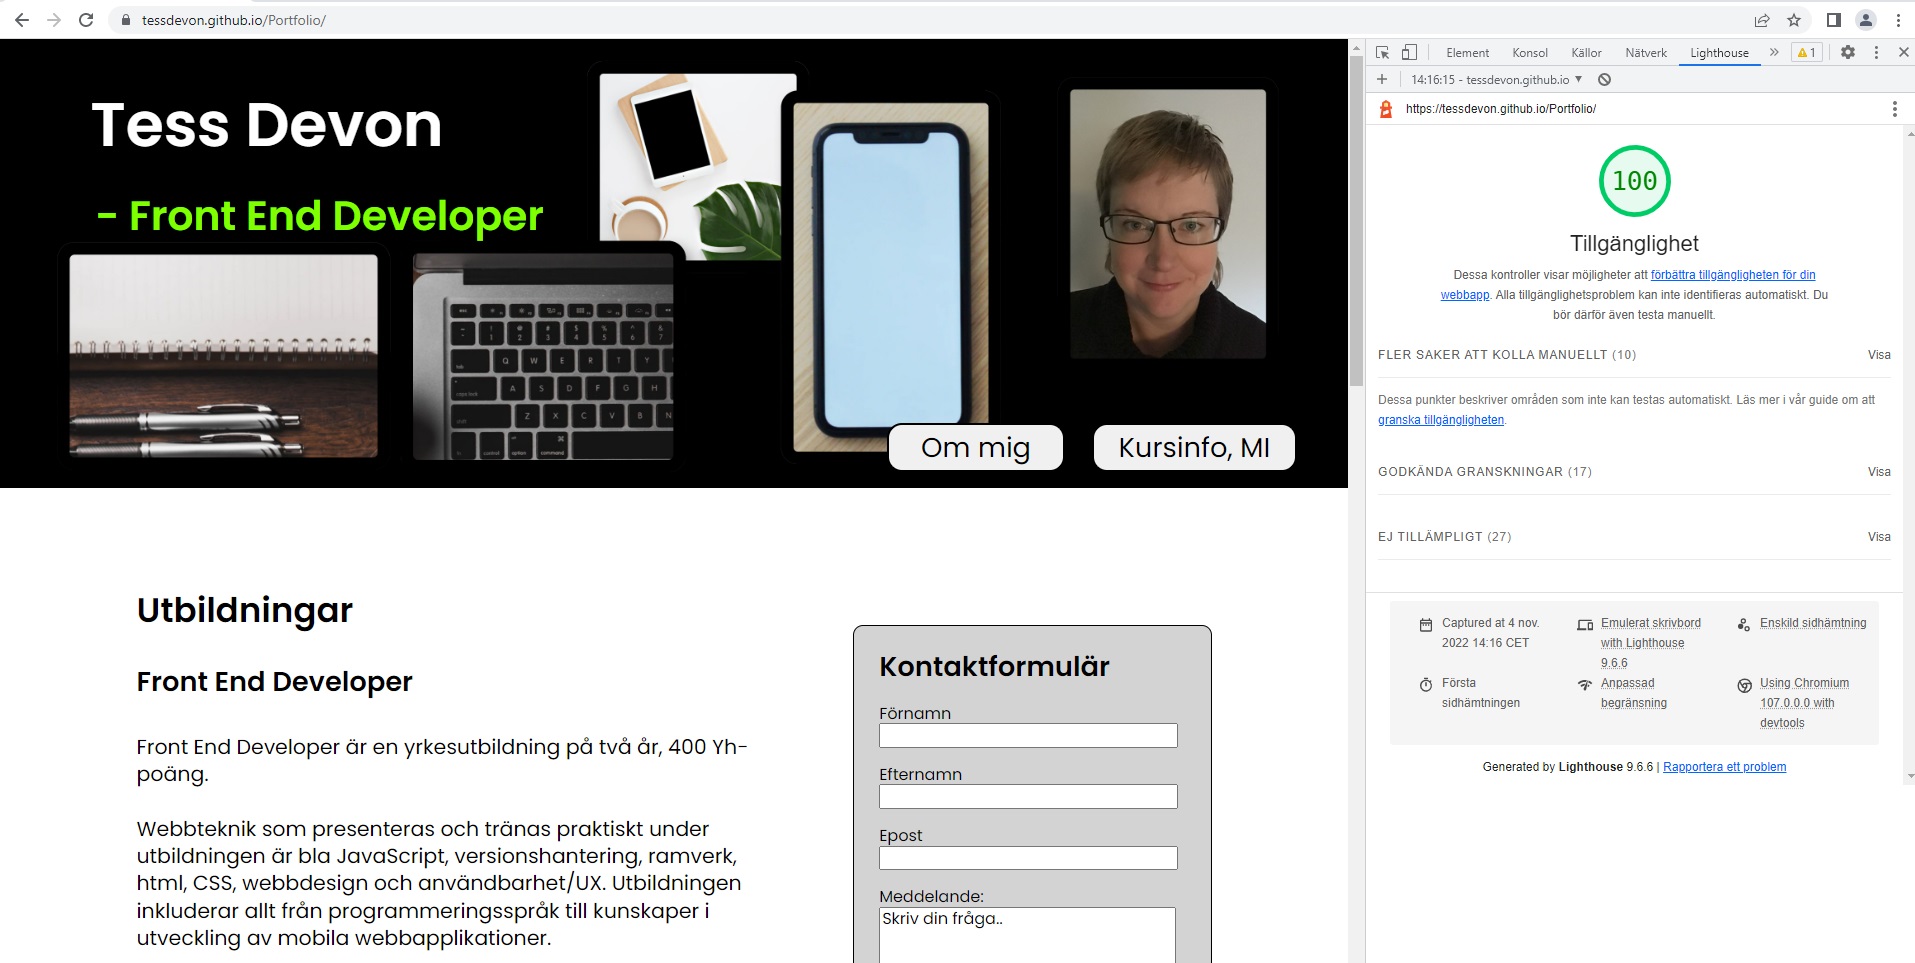 tessdevon.github.io/Portfolio/
Tess Devon
- Front End Developer
Om mig
Kursinfo, MI
Utbildningar
Front End Developer
Front End Developer är en yrkesutbildning på två år, 400 Yh-
poäng.
Webbteknik som presenteras och tränas praktiskt under
utbildningen är bla JavaScript, versionshantering, ramverk,
html, CSS, webbdesign och användbarhet/UX. Utbildningen
inkluderar allt från programmeringsspråk till kunskaper i
utveckling av mobila webbapplikationer.
Kontaktformulär
Förnamn
Efternamn
Epost
Meddelande:
Skriv din fråga..
Element Konsol Källor Nätverk Lighthouse 1
14:16:15 - tessdevon.github.io
https://tessdevon.github.io/Portfolio/
100
Tillgänglighet
Dessa kontroller visar möjligheter att förbättra tillgängligheten för din
webbapp. Alla tillgänglighetsproblem kan inte identifieras automatiskt. Du
bör därför även testa manuellt.
FLER SAKER ATT KOLLA MANUELLT (10) Visa
Dessa punkter beskriver områden som inte kan testas automatiskt. Läs mer i vår guide om att
granska tillgängligheten.
GODKÄNDA GRANSKNINGAR (17) Visa
EJ TILLÄMPLIGT (27) Visa
Captured at 4 nov.
2022 14:16 CET
Emulerat skrivbord
with Lighthouse
9.6.6
Enskild sidhämtning
Första
sidhämtningen
Anpassad
begränsning
Using Chromium
107.0.0.0 with
devtools
Generated by Lighthouse 9.6.6 | Rapportera ett problem